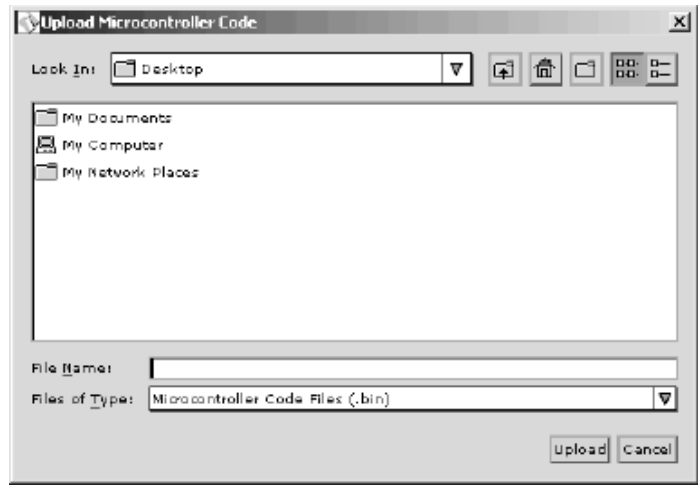 Upload Microcontroller Code
Look In: Desktop
My Documents
My Computer
My Network Places
File Name:
Files of Type: Microcontroller Code Files (.bin)
Upload Cancel